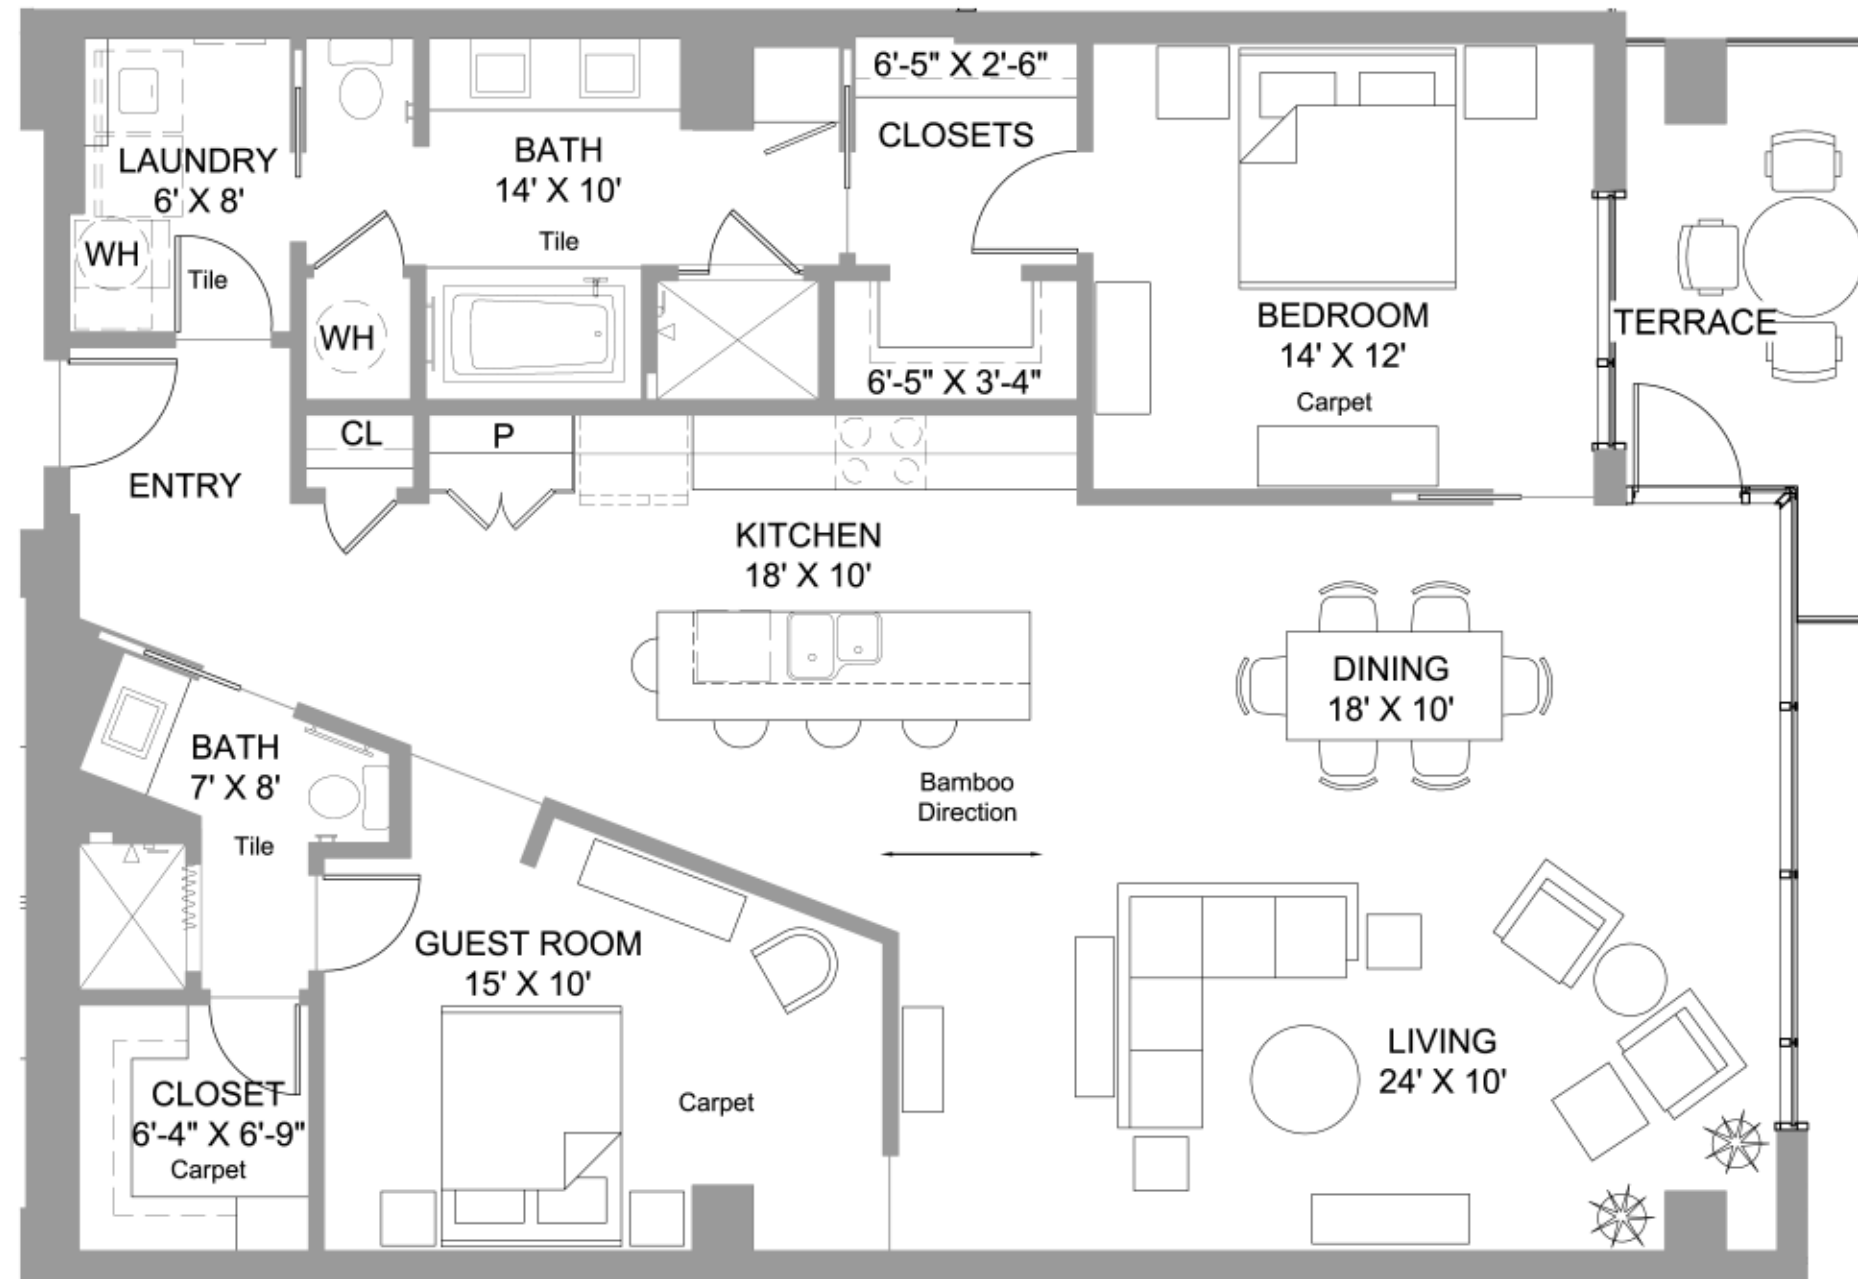 6'-5" X 2'-6"
CLOSETS
LAUNDRY
6' X 8'
BATH
14' X 10'
Tile
WH
Tile
WH
BEDROOM
14' X 12'
Carpet
TERRACE
6'-5" X 3'-4"
CL
P
ENTRY
KITCHEN
18' X 10'
DINING
18' X 10'
BATH
7' X 8'
Tile
Bamboo
Direction
GUEST ROOM
15' X 10'
LIVING
24' X 10'
CLOSET
6'-4" X 6'-9"
Carpet
Carpet